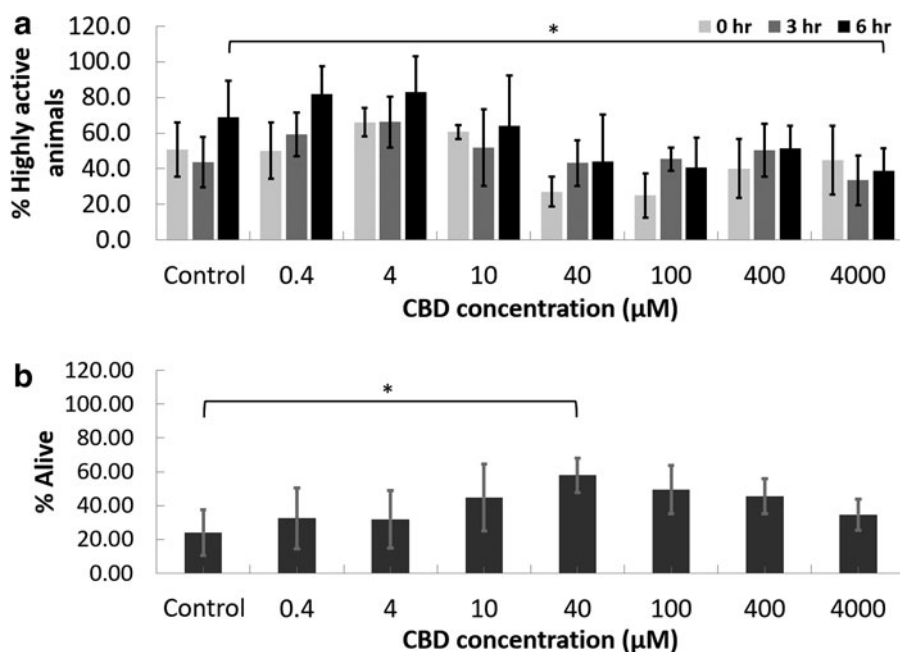 a
120.0
100.0
80.0
60.0
40.0
20.0
0.0
% Highly active
animals
*
0 hr 3 hr 6 hr
Control 0.4 4 10 40 100 400 4000
CBD concentration (µM)
b
120.00
100.00
80.00
60.00
40.00
20.00
0.00
% Alive
*
Control 0.4 4 10 40 100 400 4000
CBD concentration (µM)